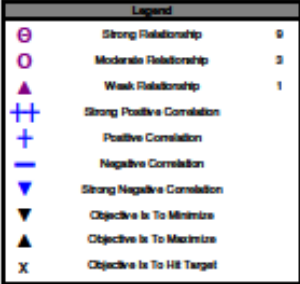 Legend
Θ Strong Relationship 9
Ο Moderate Relationship 3
▲ Weak Relationship 1
++ Strong Positive Correlation
+ Positive Correlation
− Negative Correlation
▼ Strong Negative Correlation
▼ Objective Is To Minimize
▲ Objective Is To Maximize
x Objective Is To Hit Target